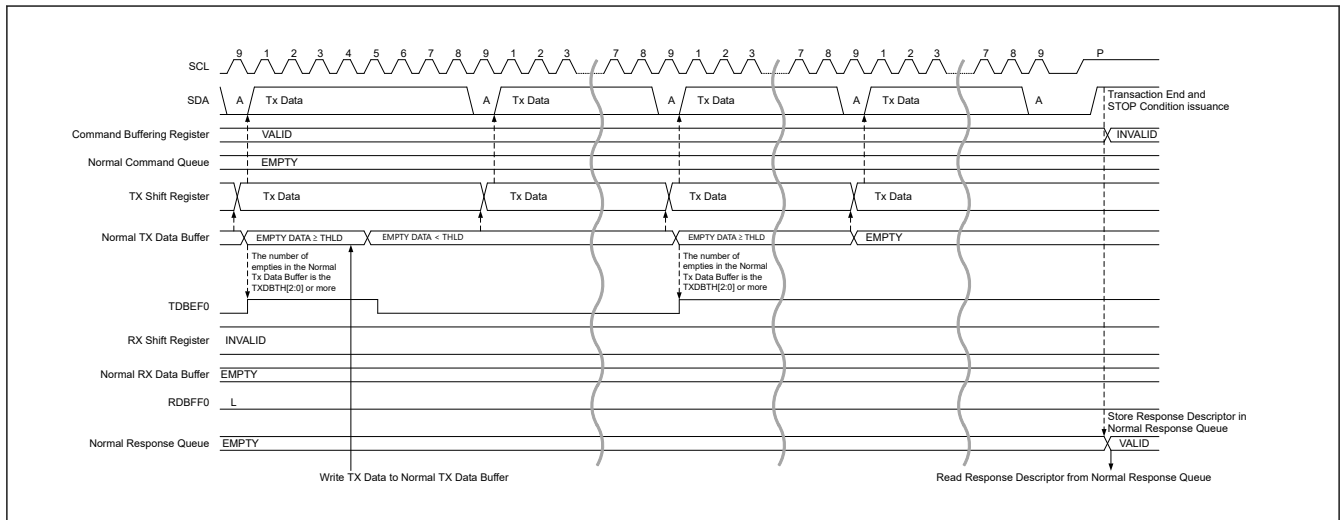 9 1 2 3 4 5 6 7 8 9 1 2 3 7 8 9 1 2 3 7 8 9 1 2 3 7 8 9 P
SCL
SDA A Tx Data A Tx Data A Tx Data A Tx Data A
Transaction End and
STOP Condition issuance
Command Buffering Register VALID INVALID
Normal Command Queue EMPTY
TX Shift Register Tx Data Tx Data Tx Data Tx Data
Normal TX Data Buffer EMPTY DATA ≥ THLD EMPTY DATA < THLD EMPTY DATA ≥ THLD EMPTY
The number of
empties in the Normal
Tx Data Buffer is the
TXDBTH[2:0] or more
The number of
empties in the Normal
Tx Data Buffer is the
TXDBTH[2:0] or more
TDBEF0
RX Shift Register INVALID
Normal RX Data Buffer EMPTY
RDBFF0 L
Store Response Descriptor in
Normal Response Queue
Normal Response Queue EMPTY VALID
Write TX Data to Normal TX Data Buffer
Read Response Descriptor from Normal Response Queue